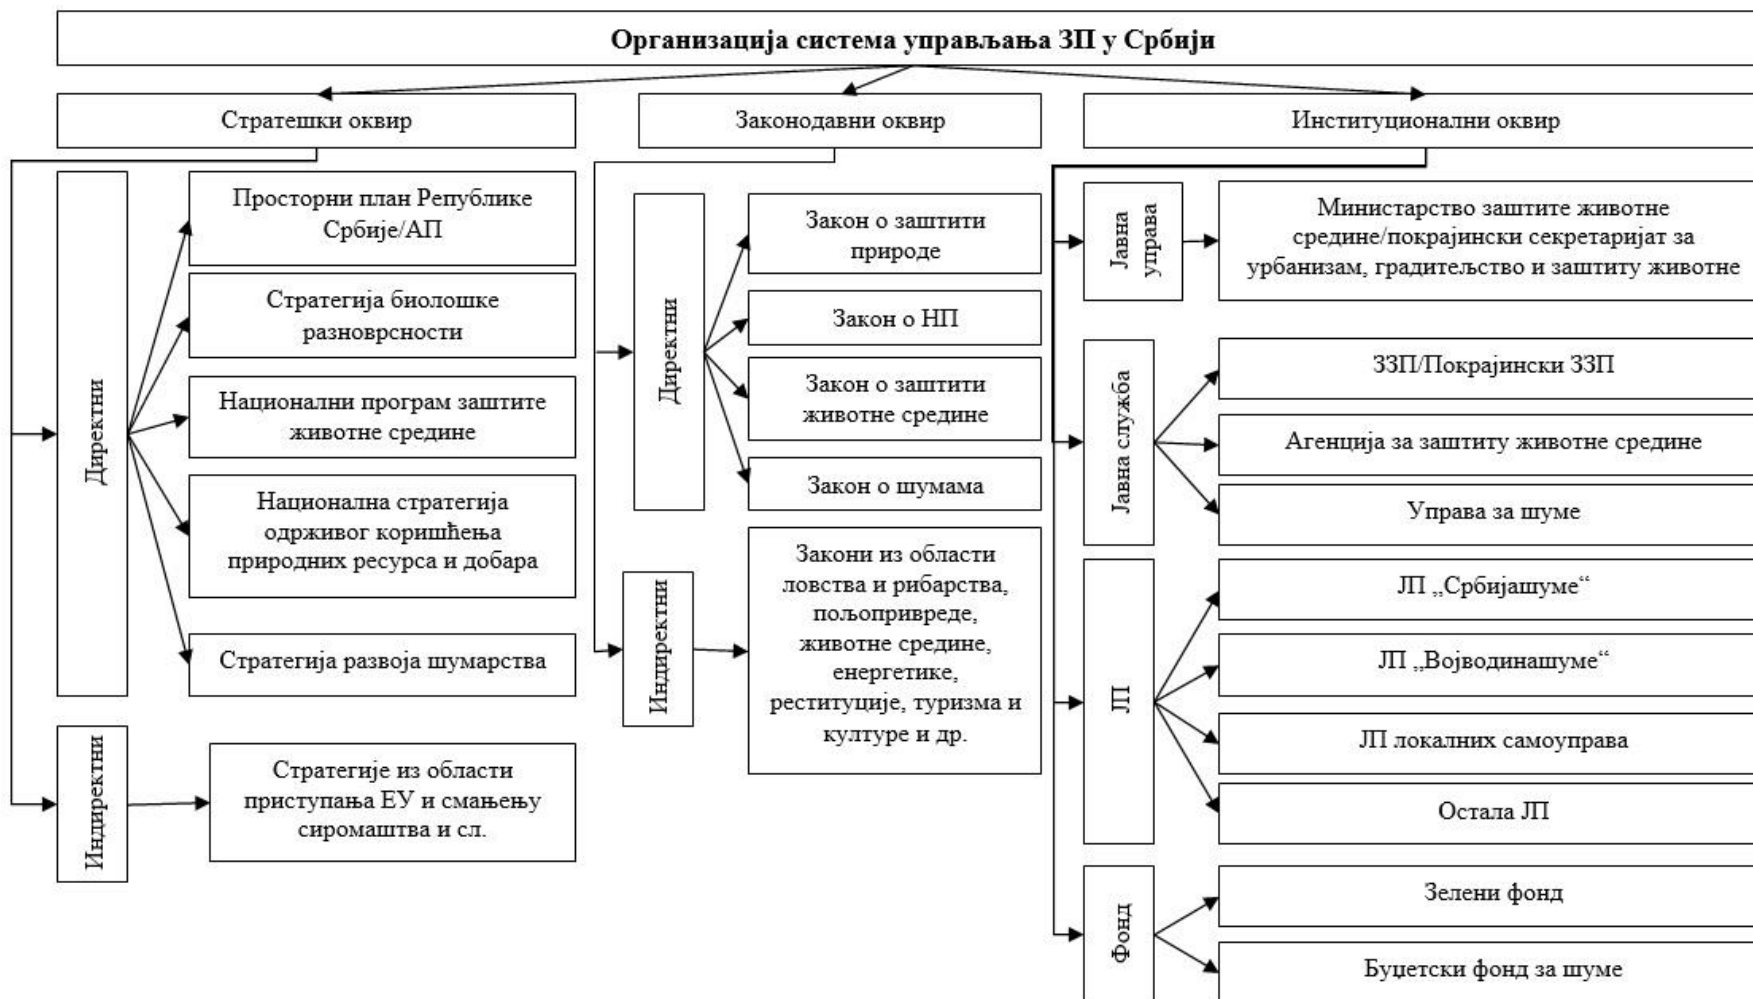 Организација система управљања ЗП у Србији
Стратешки оквир
Директни
Просторни план Републике
Србије/АП
Стратегија биолошке
разноврсности
Национални програм заштите
животне средине
Национална стратегија
одрживог коришћења
природних ресурса и добара
Стратегија развоја шумарства
Индиректни
Стратегије из области
приступања ЕУ и смањењу
сиромаштва и сл.
Законодавни оквир
Директни
Закон о заштити
природе
Закон о НП
Закон о заштити
животне средине
Закон о шумама
Индиректни
Закони из области
ловства и рибарства,
пољопривреде,
животне средине,
енергетике,
реституције, туризма и
културе и др.
Институционални оквир
Јавна
управа
Министарство заштите животне
средине/покрајински секретаријат за
урбанизам, градитељство и заштиту животне
Јавна служба
ЗЗП/Покрајински ЗЗП
Агенција за заштиту животне средине
Управа за шуме
ЈП
ЈП „Србијашуме“
ЈП „Војводинашуме“
ЈП локалних самоуправа
Остала ЈП
Фонд
Зелени фонд
Буџетски фонд за шуме